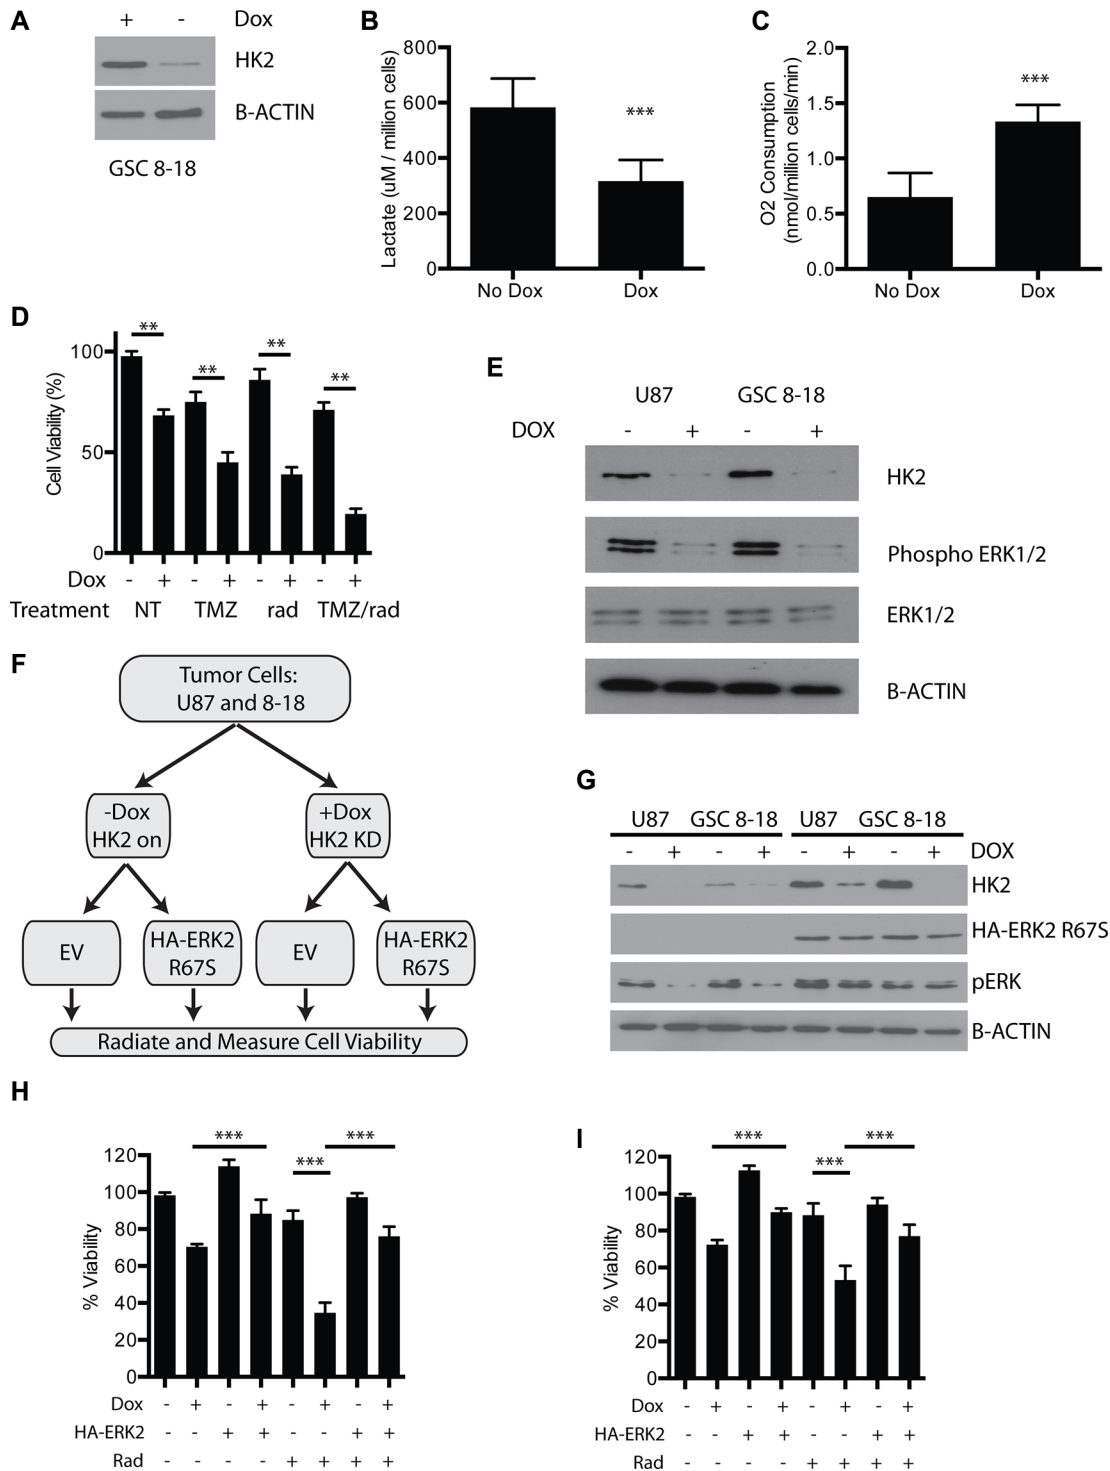 A
+ - Dox
HK2
B-ACTIN
GSC 8-18
B
Lactate (uM / million cells)
800
600
400
200
0
***
No Dox Dox
C
O2 Consumption
(nmol/million cells/min)
2.0
1.5
1.0
0.5
0.0
***
No Dox Dox
D
Cell Viability (%)
100
50
0
** ** ** **
Dox - + - + - + - +
Treatment NT TMZ rad TMZ/rad
E
U87 GSC 8-18
DOX - + - +
HK2
Phospho ERK1/2
ERK1/2
B-ACTIN
F
Tumor Cells:
U87 and 8-18
-Dox
HK2 on
+Dox
HK2 KD
EV
HA-ERK2
R67S
EV
HA-ERK2
R67S
Radiate and Measure Cell Viability
G
U87 GSC 8-18 U87 GSC 8-18
- + - + - + - + DOX
HK2
HA-ERK2 R67S
pERK
B-ACTIN
H
% Viability
120
100
80
60
40
20
0
*** *** ***
Dox - + - + - + - +
HA-ERK2 - - + + - - + +
Rad - - - - + + + +
I
% Viability
120
100
80
60
40
20
0
*** *** ***
Dox - + - + - + - +
HA-ERK2 - - + + - - + +
Rad - - - - + + + +